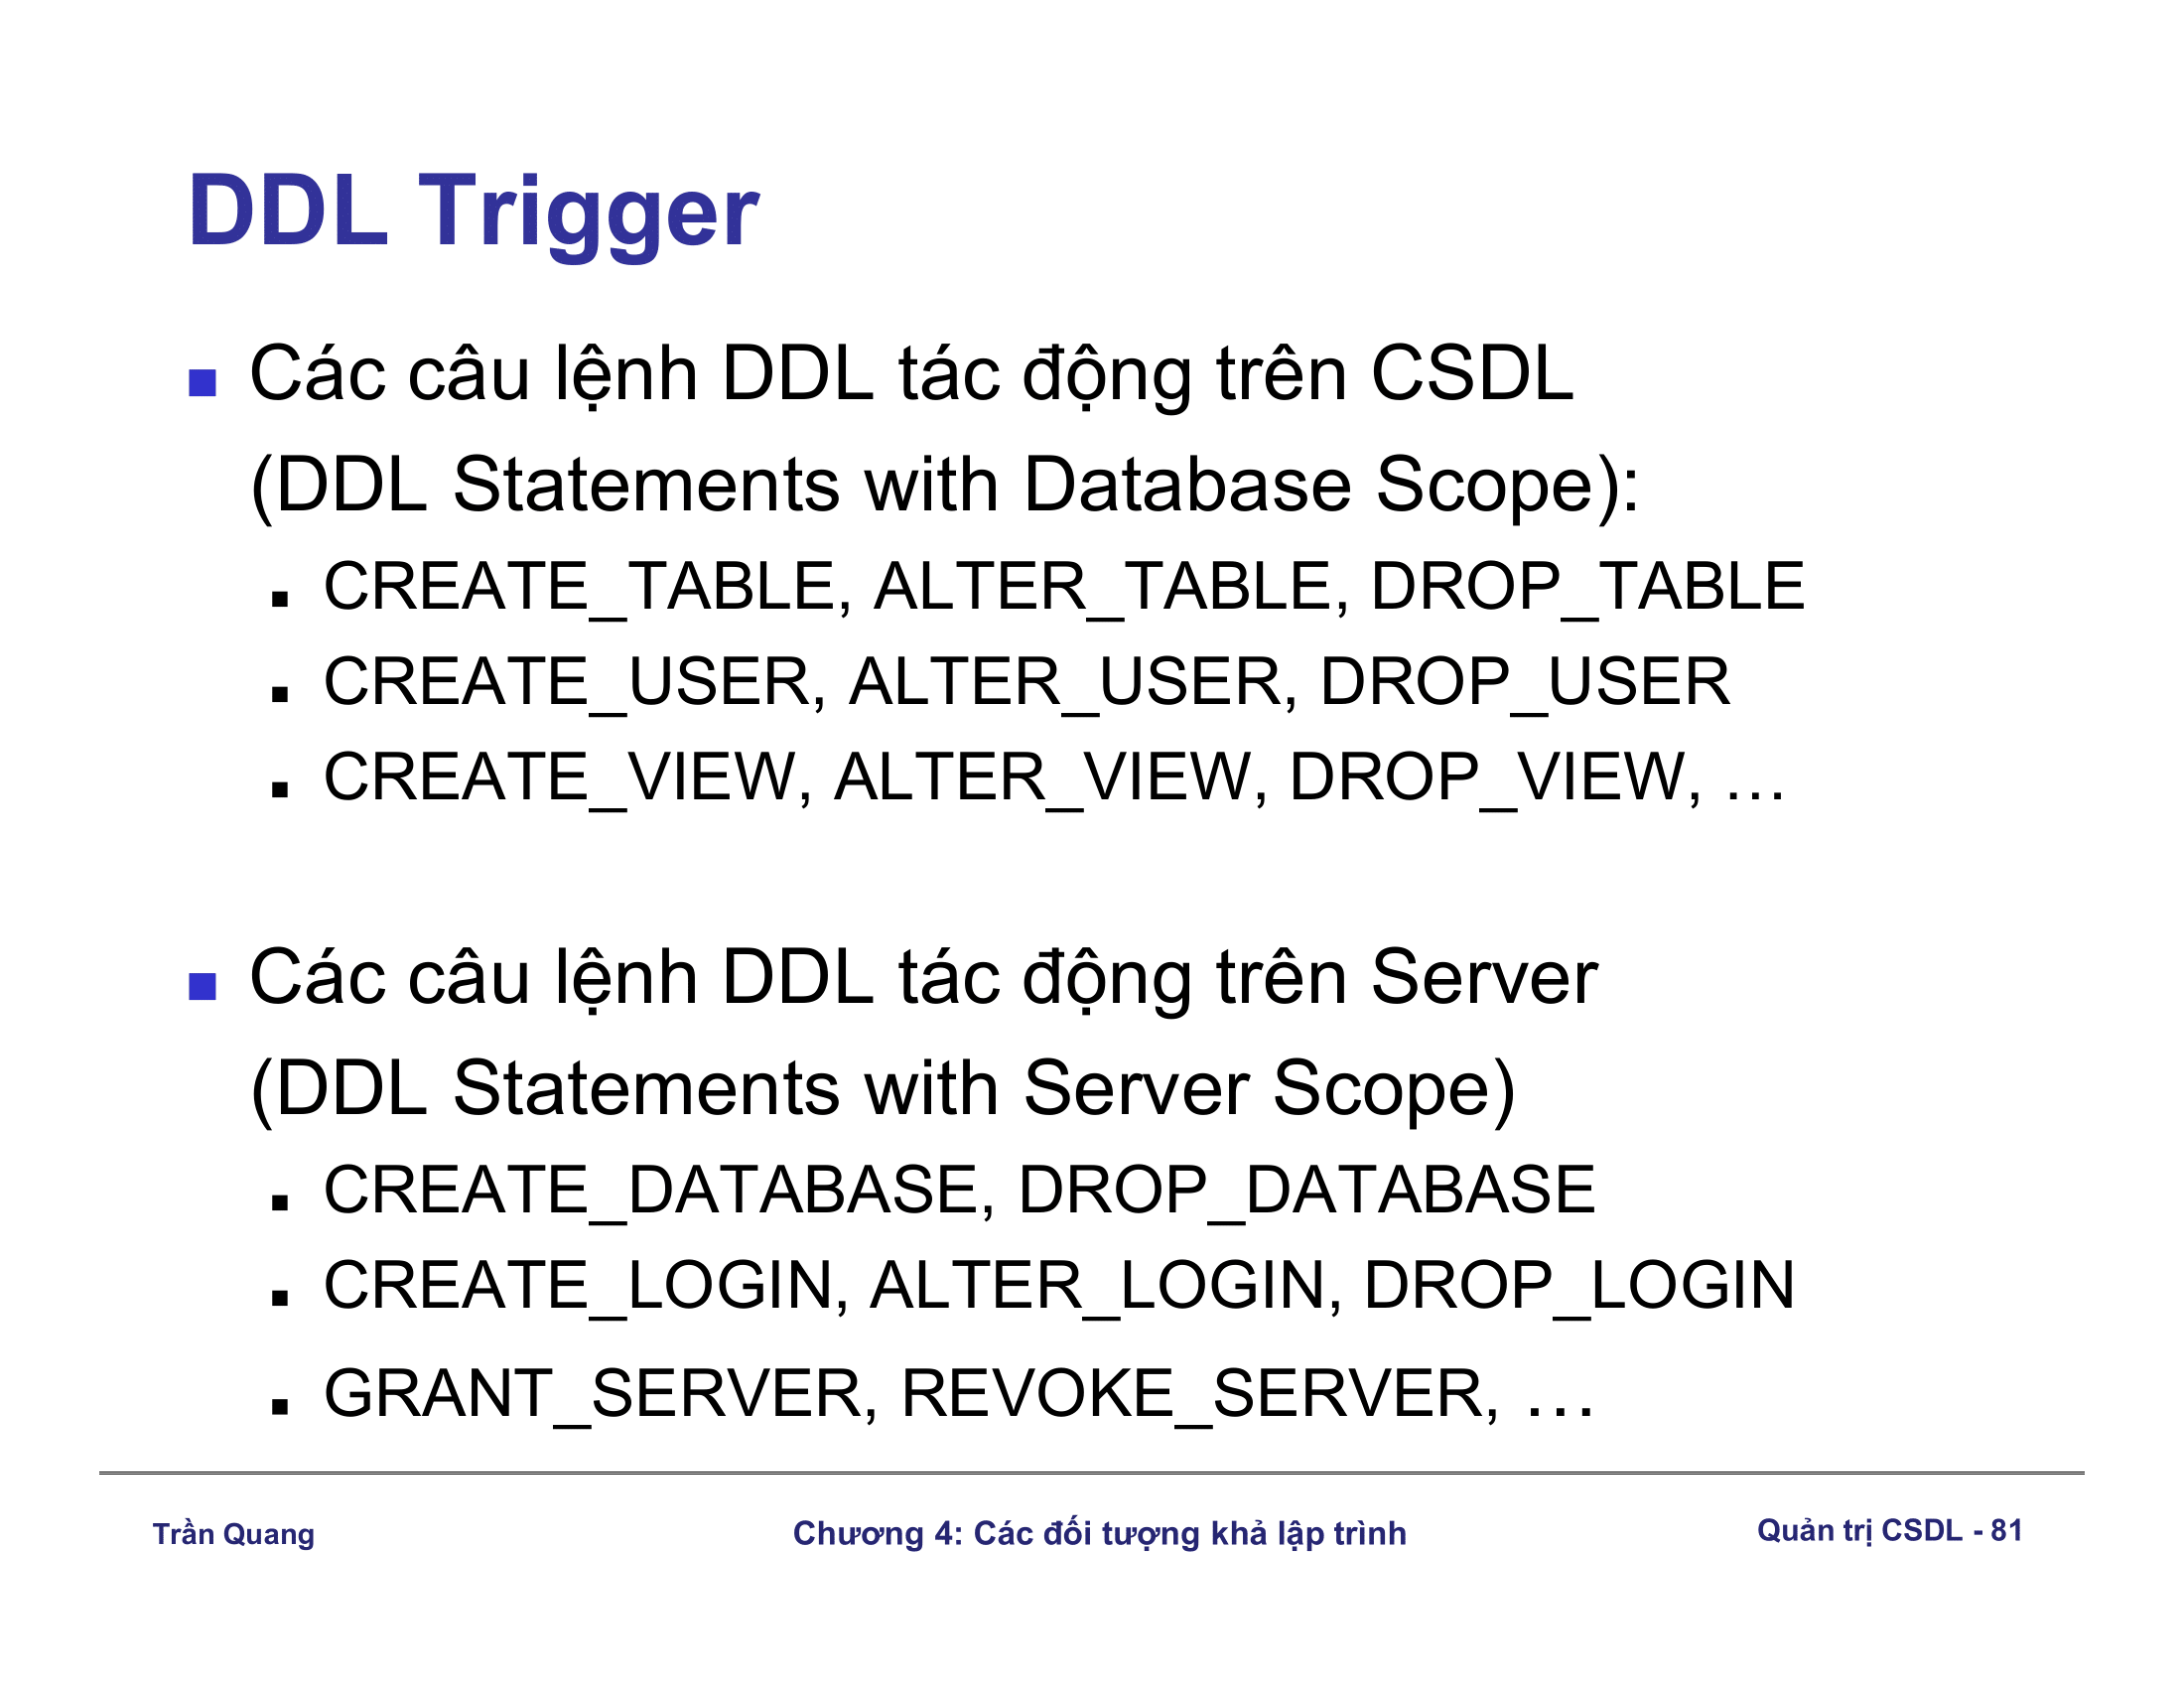 DDL Trigger
Các câu lệnh DDL tác động trên CSDL
(DDL Statements with Database Scope):
CREATE_TABLE, ALTER_TABLE, DROP_TABLE
CREATE_USER, ALTER_USER, DROP_USER
CREATE_VIEW, ALTER_VIEW, DROP_VIEW, …
Các câu lệnh DDL tác động trên Server
(DDL Statements with Server Scope)
CREATE_DATABASE, DROP_DATABASE
CREATE_LOGIN, ALTER_LOGIN, DROP_LOGIN
GRANT_SERVER, REVOKE_SERVER, …
Trần Quang
Chương 4: Các đối tượng khả lập trình
Quản trị CSDL - 81